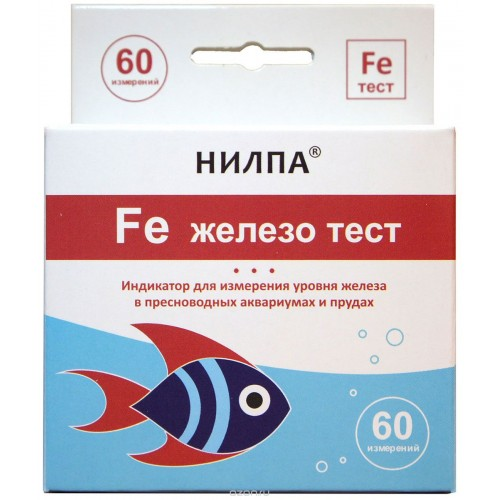 60
измерений
Fe
тест
НИЛПА®
Fe железо тест
Индикатор для измерения уровня железа
в пресноводных аквариумах и прудах
60
измерений